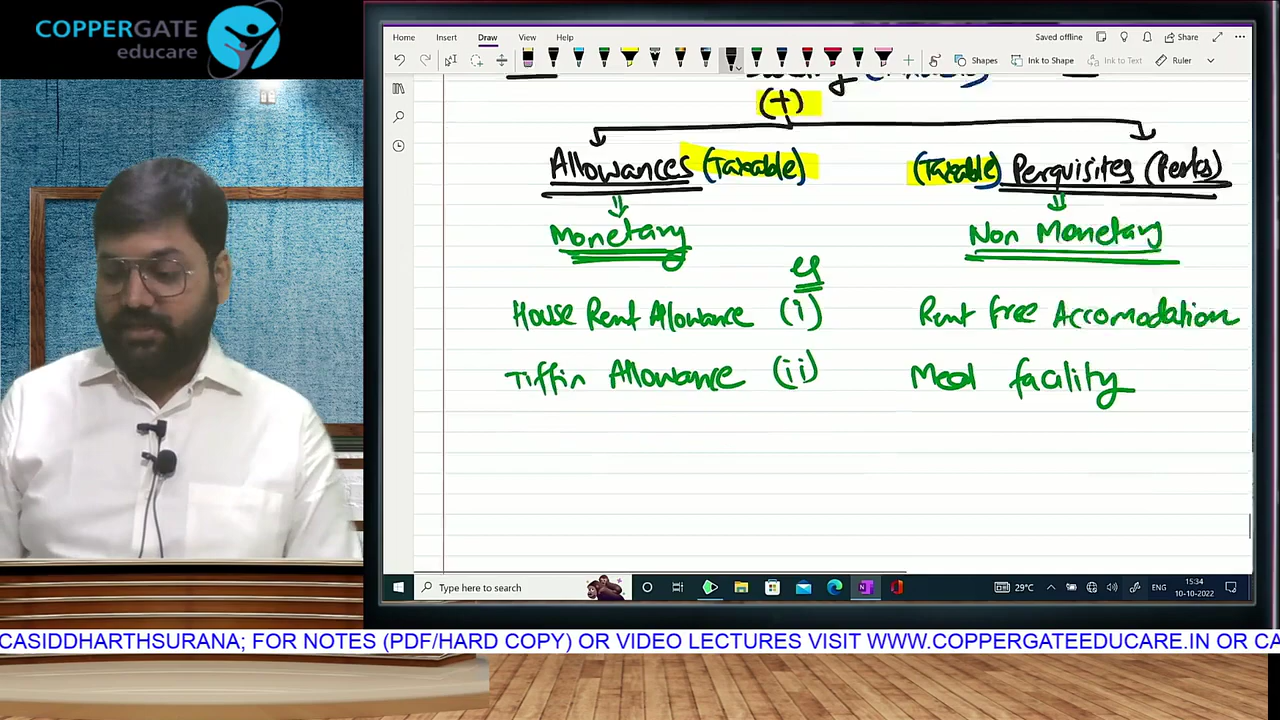 COPPERGATE
educare
Home Insert Draw View Help
Saved offline
Share
Shapes
Ink to Shape
Ink to Text
Ruler
(+)
Allowances (Taxable)
(Taxable) Perquisites (Perks)
Monetary
Non Monetary
eg
House Rent Allowance (i) Rent free Accomodation
Tiffin Allowance (ii) Meal facility
Type here to search
29°C
ENG
15:34
10-10-2022
CASIDDHARTHSURANA; FOR NOTES (PDF/HARD COPY) OR VIDEO LECTURES VISIT WWW.COPPERGATEEDUCARE.IN OR CA